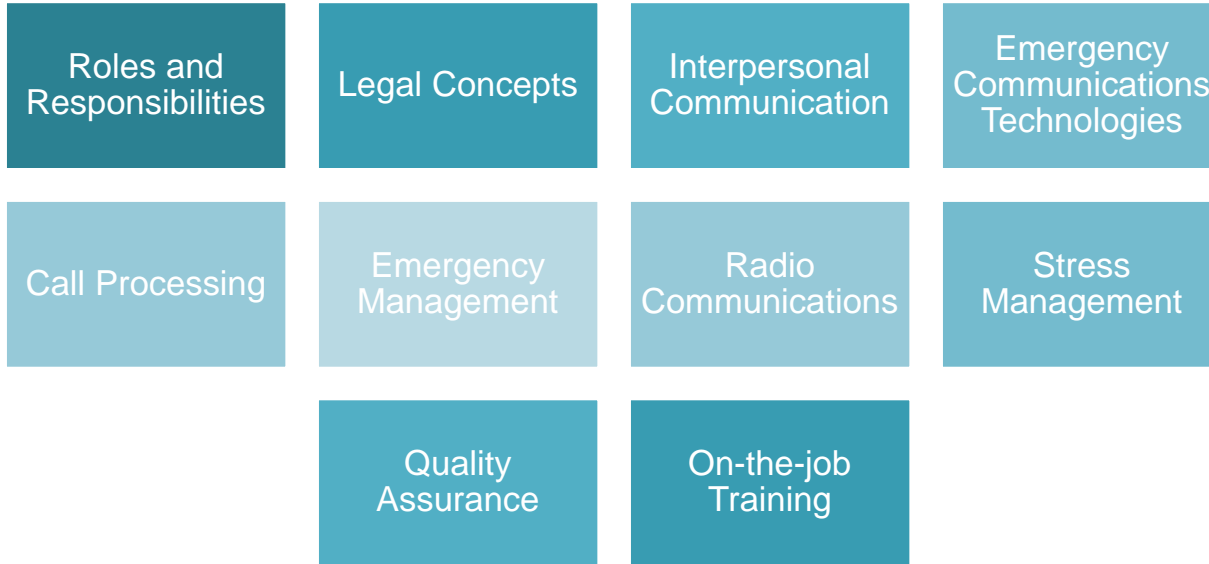 Roles and
Responsibilities
Legal Concepts
Interpersonal
Communication
Emergency
Communications
Technologies
Call Processing
Emergency
Management
Radio
Communications
Stress
Management
Quality
Assurance
On-the-job
Training